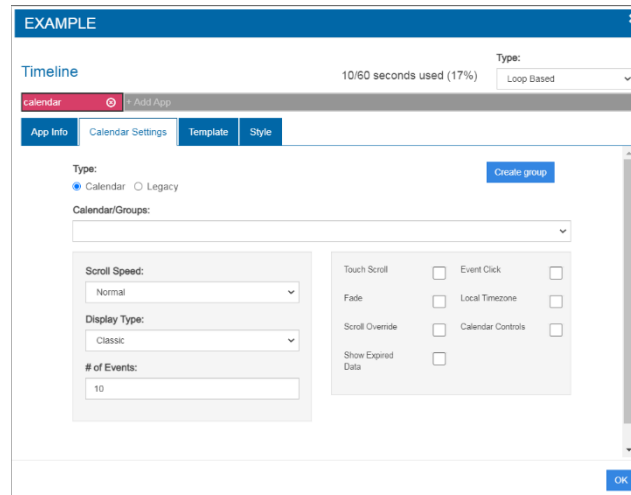 EXAMPLE
Timeline
10/60 seconds used (17%)
Type:
Loop Based
calendar
+ Add App
App Info
Calendar Settings
Template
Style
Type:
Calendar
Legacy
Create group
Calendar/Groups:
Scroll Speed:
Normal
Display Type:
Classic
# of Events:
10
Touch Scroll
Event Click
Fade
Local Timezone
Scroll Override
Calendar Controls
Show Expired
Data
OK